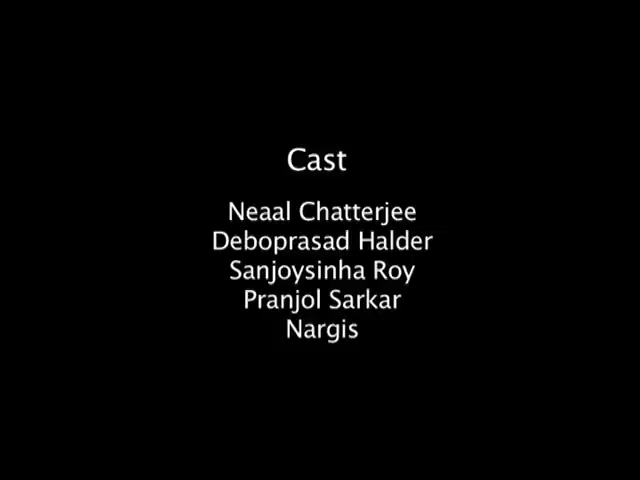 Cast
Neaal Chatterjee
Deboprasad Halder
Sanjoysinha Roy
Pranjol Sarkar
Nargis